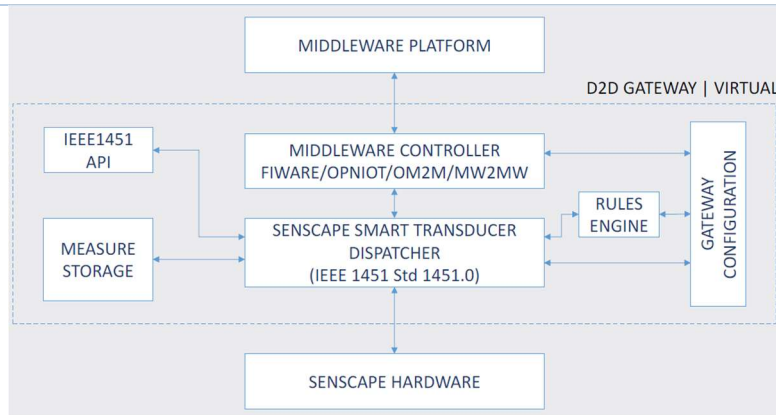 MIDDLEWARE PLATFORM
D2D GATEWAY | VIRTUAL
IEEE1451
API
MIDDLEWARE CONTROLLER
FIWARE/OPNIOT/OM2M/MW2MW
RULES
ENGINE
GATEWAY
CONFIGURATION
MEASURE
STORAGE
SENSCAPE SMART TRANSDUCER
DISPATCHER
(IEEE 1451 Std 1451.0)
SENSCAPE HARDWARE